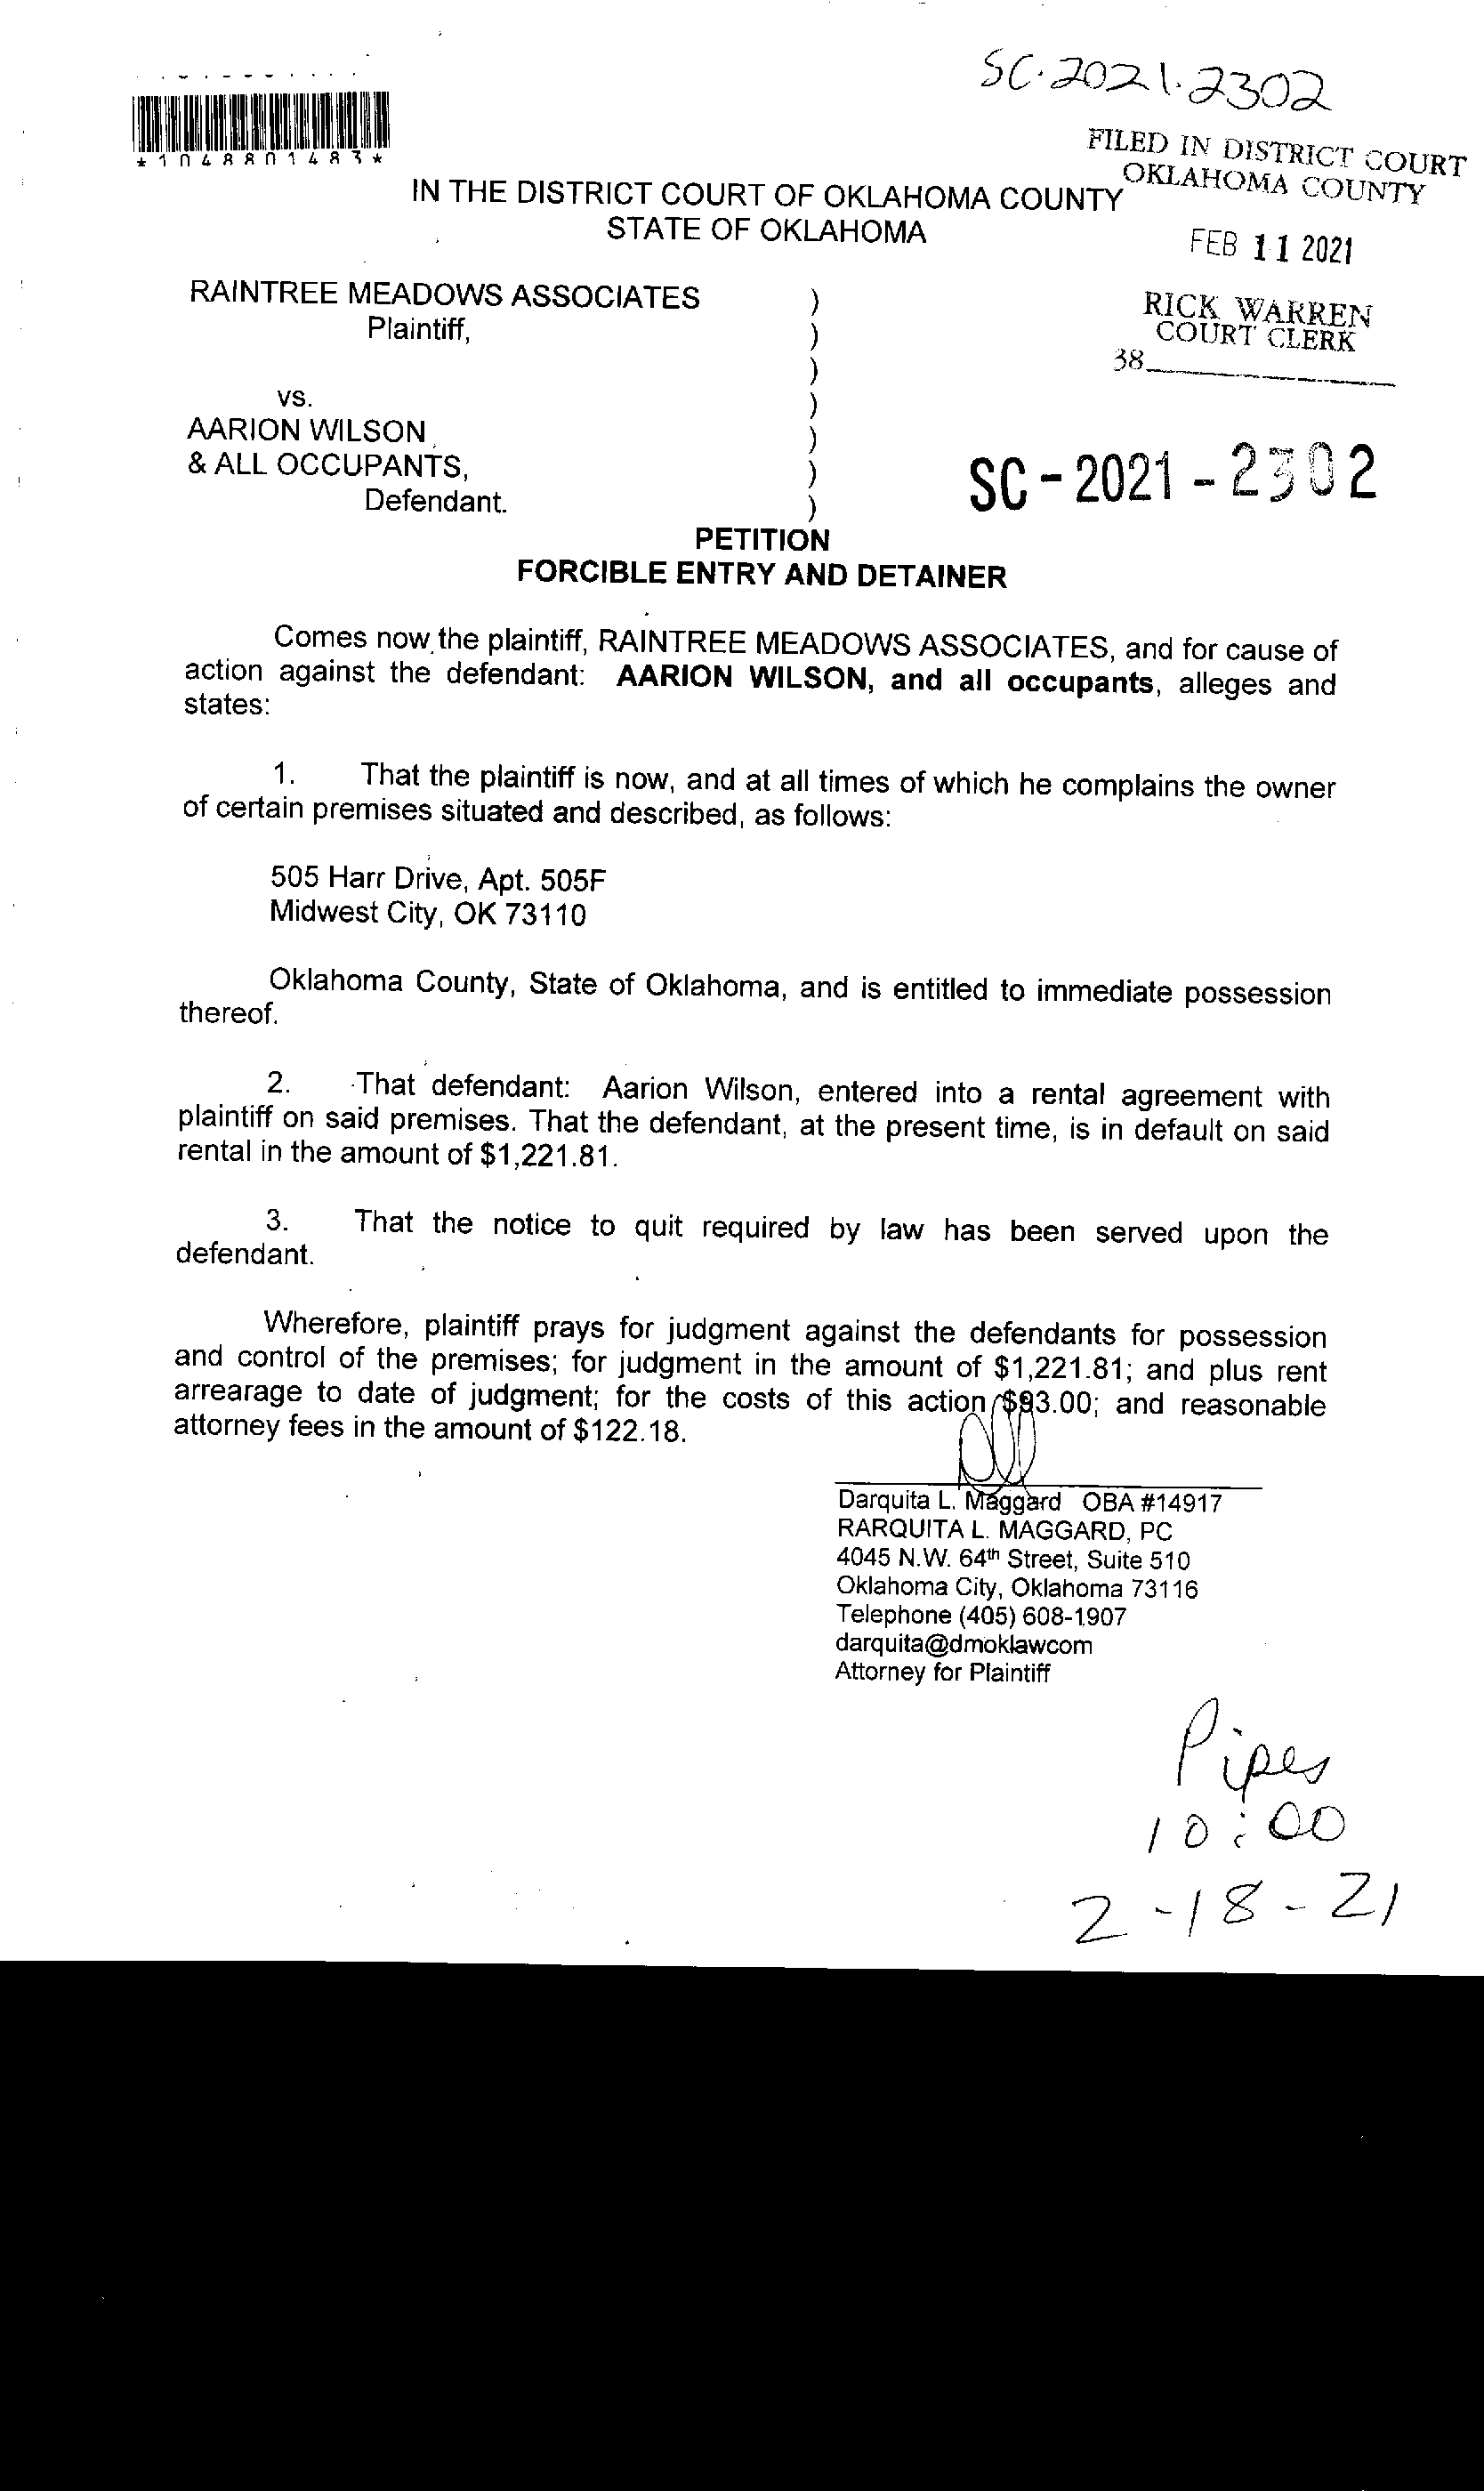 SC-2021-2302
*1048801483*
FILED IN DISTRICT COURT
OKLAHOMA COUNTY
IN THE DISTRICT COURT OF OKLAHOMA COUNTY
STATE OF OKLAHOMA
FEB 11 2021
RAINTREE MEADOWS ASSOCIATES )
Plaintiff, )
)
RICK WARREN
COURT CLERK
38
vs. )
AARION WILSON )
& ALL OCCUPANTS, )
Defendant. )
SC - 2021 - 2302
PETITION
FORCIBLE ENTRY AND DETAINER
Comes now the plaintiff, RAINTREE MEADOWS ASSOCIATES, and for cause of
action against the defendant: AARION WILSON, and all occupants, alleges and
states:
1. That the plaintiff is now, and at all times of which he complains the owner
of certain premises situated and described, as follows:
505 Harr Drive, Apt. 505F
Midwest City, OK 73110
Oklahoma County, State of Oklahoma, and is entitled to immediate possession
thereof.
2. That defendant: Aarion Wilson, entered into a rental agreement with
plaintiff on said premises. That the defendant, at the present time, is in default on said
rental in the amount of $1,221.81.
3. That the notice to quit required by law has been served upon the
defendant.
Wherefore, plaintiff prays for judgment against the defendants for possession
and control of the premises; for judgment in the amount of $1,221.81; and plus rent
arrearage to date of judgment; for the costs of this action $93.00; and reasonable
attorney fees in the amount of $122.18.
Darquita L. Maggard OBA #14917
RARQUITA L. MAGGARD, PC
4045 N.W. 64th Street, Suite 510
Oklahoma City, Oklahoma 73116
Telephone (405) 608-1907
darquita@dmoklawcom
Attorney for Plaintiff
Pipes
10:00
2-18-21